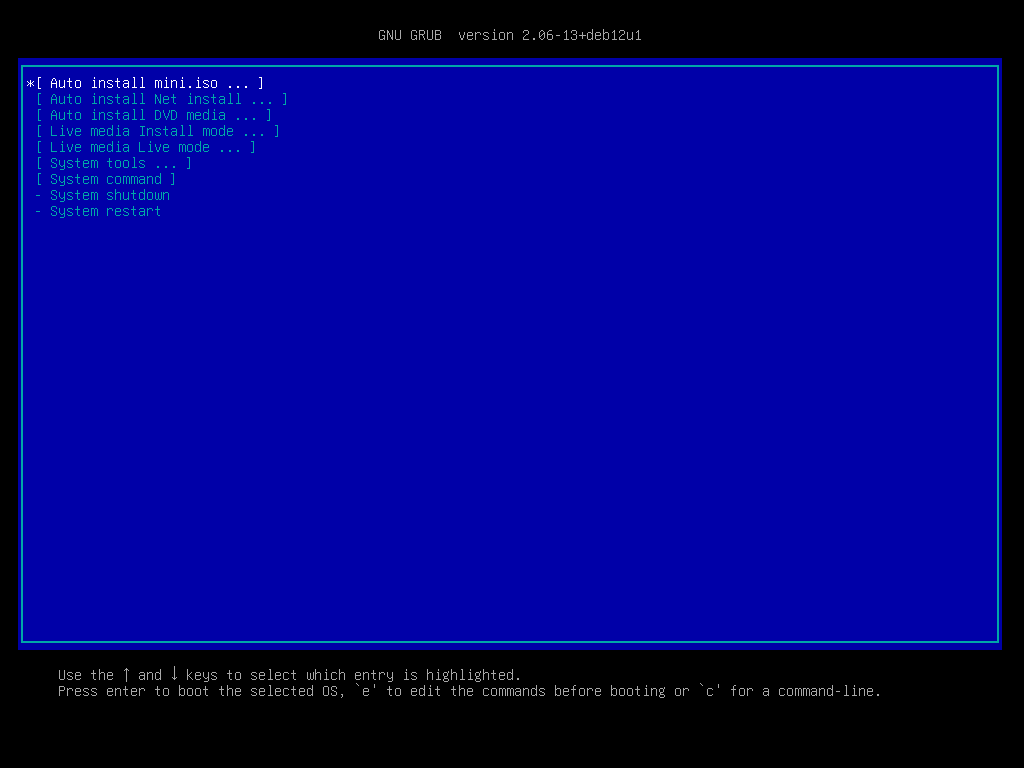 GNU GRUB  version 2.06-13+deb12u1
*[ Auto install mini.iso ... ]
[ Auto install Net install ... ]
[ Auto install DVD media ... ]
[ Live media Install mode ... ]
[ Live media Live mode ... ]
[ System tools ... ]
[ System command ]
- System shutdown
- System restart
Use the ↑ and ↓ keys to select which entry is highlighted.
Press enter to boot the selected OS, `e' to edit the commands before booting or `c' for a command-line.